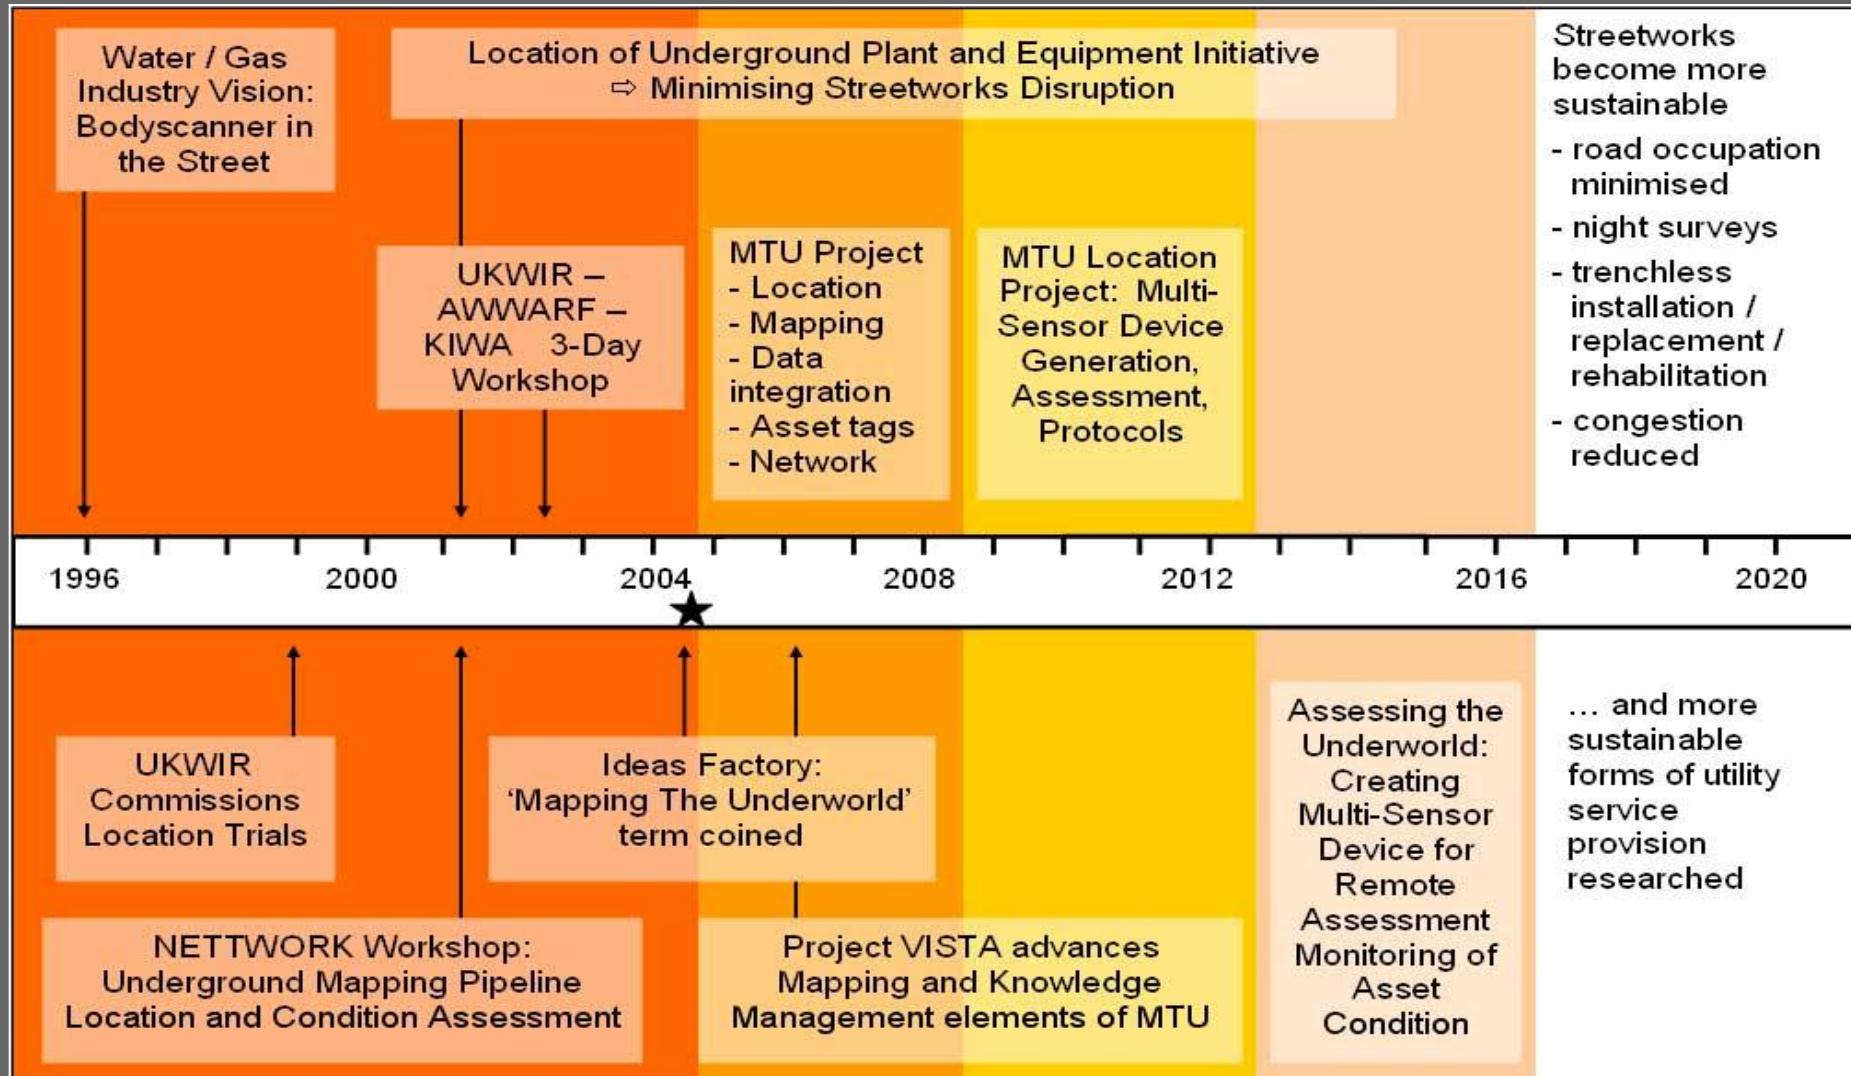 Water / Gas
Industry Vision:
Bodyscanner in
the Street
Location of Underground Plant and Equipment Initiative
⇨ Minimising Streetworks Disruption
UKWIR –
AWWARF –
KIWA 3-Day
Workshop
MTU Project
- Location
- Mapping
- Data
integration
- Asset tags
- Network
MTU Location
Project: Multi-
Sensor Device
Generation,
Assessment,
Protocols
Streetworks
become more
sustainable
- road occupation
minimised
- night surveys
- trenchless
installation /
replacement /
rehabilitation
- congestion
reduced
1996 2000 2004 2008 2012 2016 2020
UKWIR
Commissions
Location Trials
NETTWORK Workshop:
Underground Mapping Pipeline
Location and Condition Assessment
Ideas Factory:
‘Mapping The Underworld’
term coined
Project VISTA advances
Mapping and Knowledge
Management elements of MTU
Assessing the
Underworld:
Creating
Multi-Sensor
Device for
Remote
Assessment
Monitoring of
Asset
Condition
... and more
sustainable
forms of utility
service
provision
researched